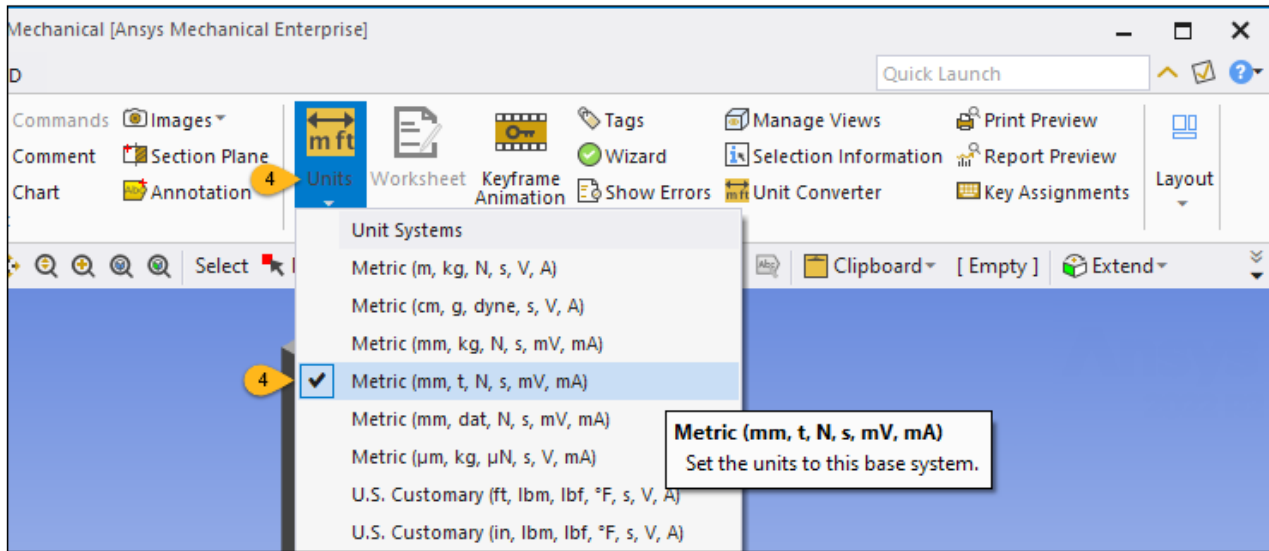 Mechanical [Ansys Mechanical Enterprise]
D
Quick Launch
Commands Images Tags Manage Views Print Preview
m ft
Comment Section Plane Wizard Selection Information Report Preview
4 Units Worksheet Keyframe Animation Layout
Chart Annotation Show Errors Unit Converter Key Assignments
Unit Systems
Select Clipboard [ Empty ] Extend
Metric (m, kg, N, s, V, A)
Metric (cm, g, dyne, s, V, A)
Metric (mm, kg, N, s, mV, mA)
4 Metric (mm, t, N, s, mV, mA)
Metric (mm, dat, N, s, mV, mA)
Metric (mm, t, N, s, mV, mA)
Set the units to this base system.
Metric (μm, kg, μN, s, V, mA)
U.S. Customary (ft, lbm, lbf, °F, s, V, A)
U.S. Customary (in, lbm, lbf, °F, s, V, A)